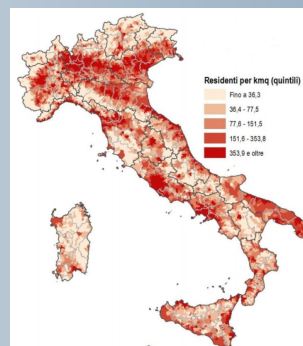 Residenti per kmq (quintili)
Fino a 36,3
36,4 - 77,5
77,6 - 151,5
151,6 - 353,8
353,9 e oltre